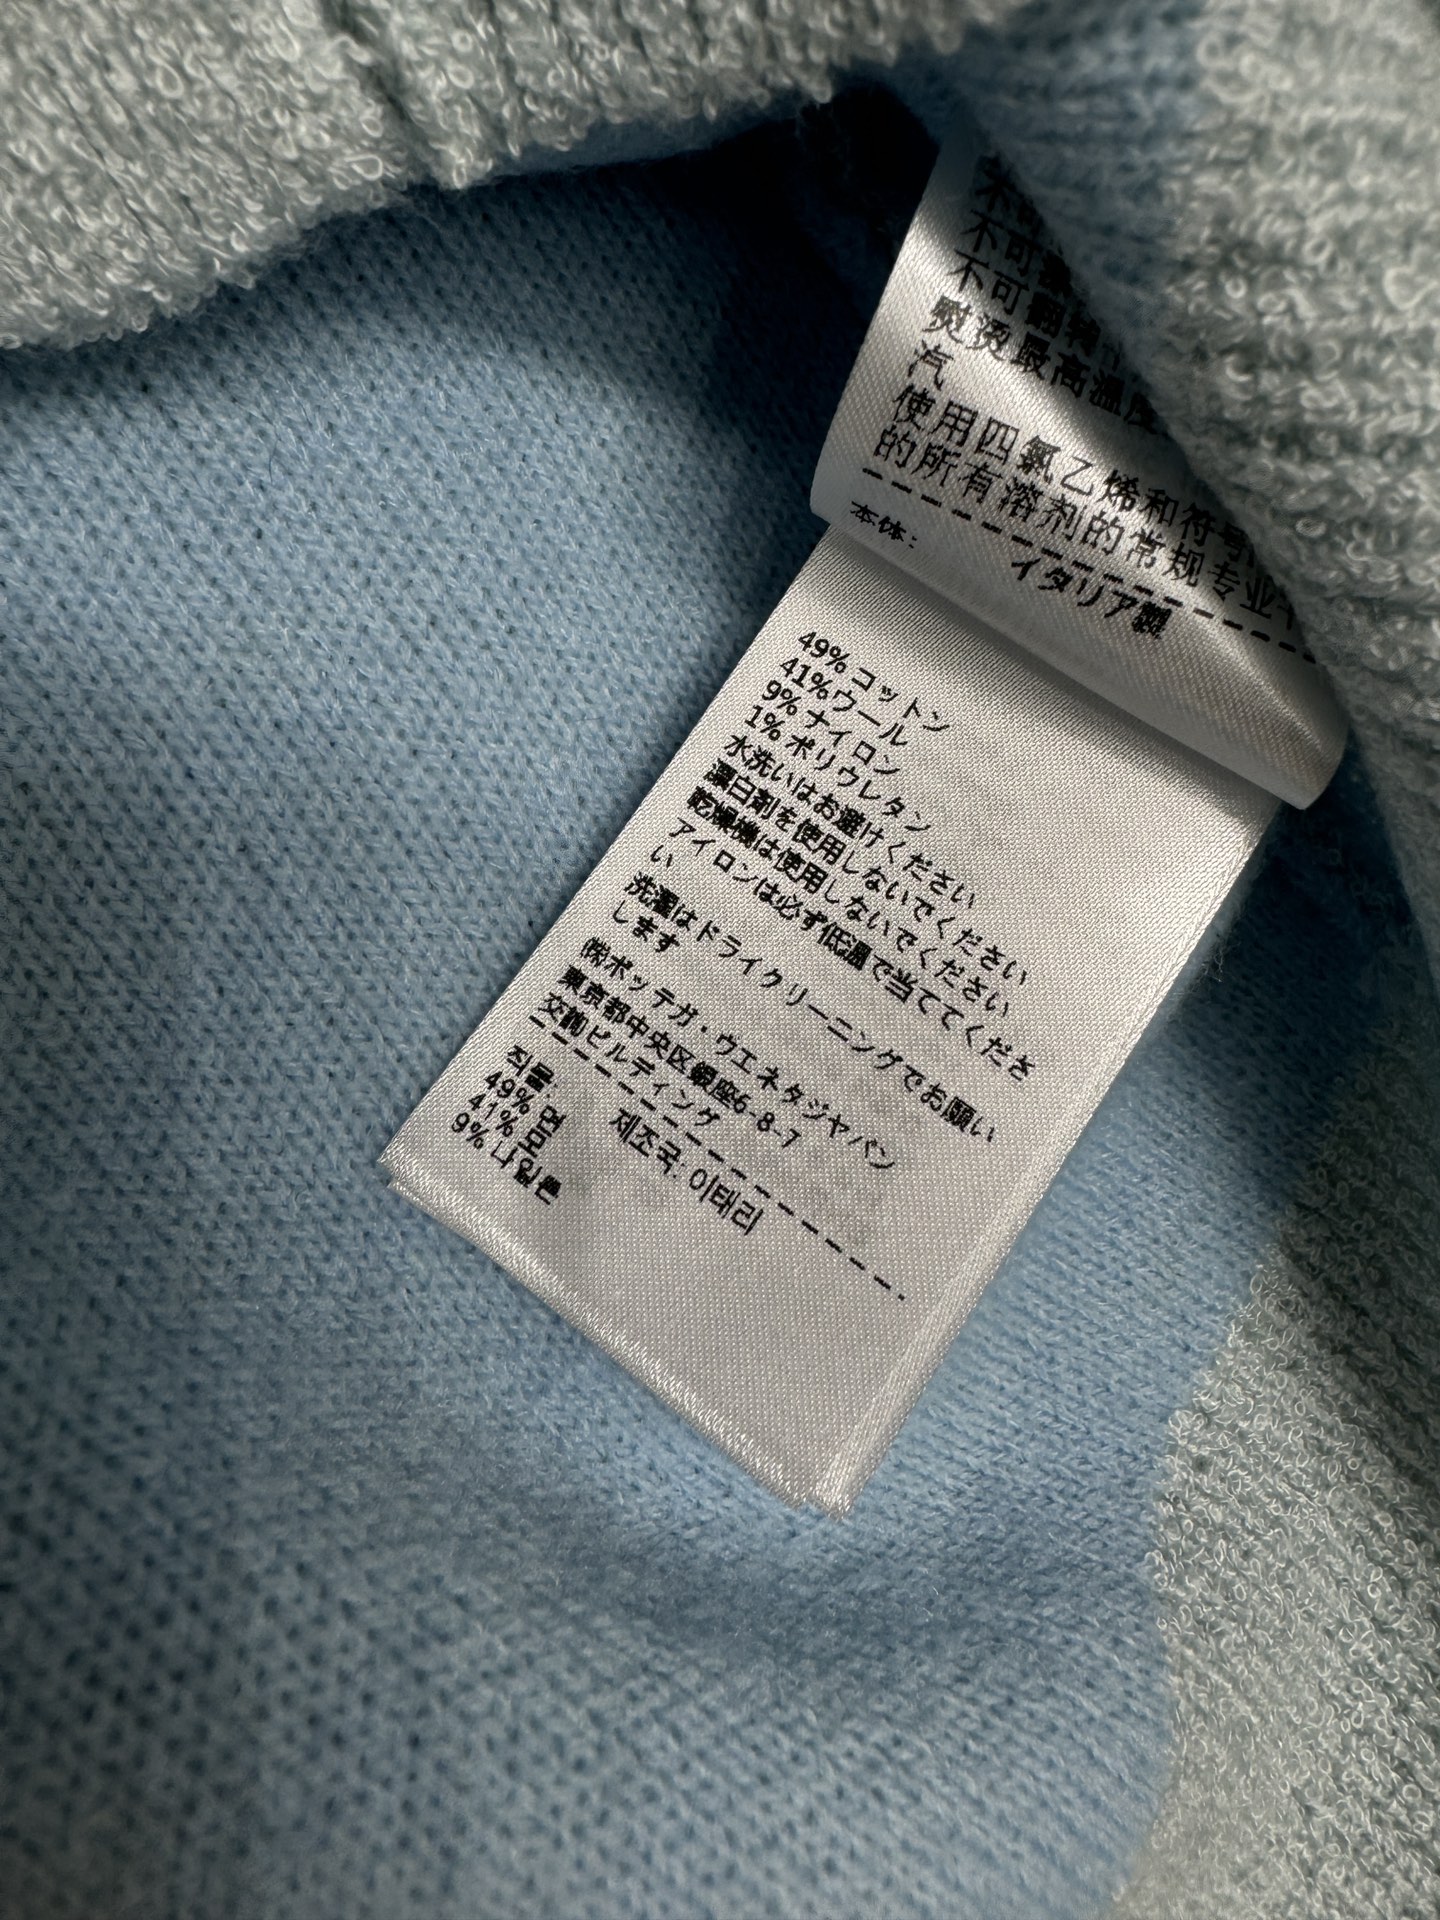 不可
不可
不可翻转
熨烫最高温度
汽
使用四氯乙烯和符号
的所有溶剂的常规专业干
本体:
イタリア製
49% コットン
41%ウール
9% ナイロン
1% ポリウレタン
水洗いはお避けください
漂白剤を使用しないでください
乾燥機は使用しないでください
アイロンは必ず低温で当ててくださ
い
洗濯はドライクリーニングでお願い
します
㈱ボッテガ・ウエネタジヤパン
東京都中央区銀座6-8-7
交詢ビルディング
제조국: 이태리
직물:
49% 면
41% 모
9% 나일론